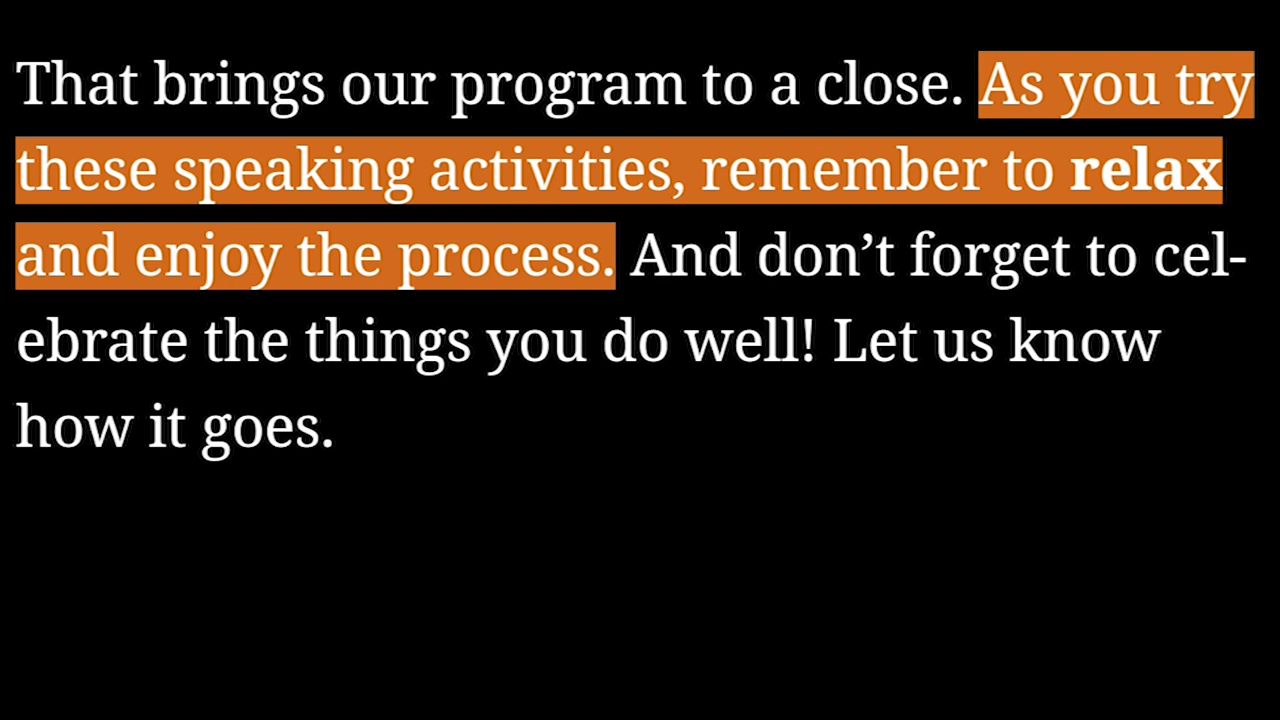 That brings our program to a close. As you try
these speaking activities, remember to relax
and enjoy the process. And don’t forget to cel-
ebrate the things you do well! Let us know
how it goes.